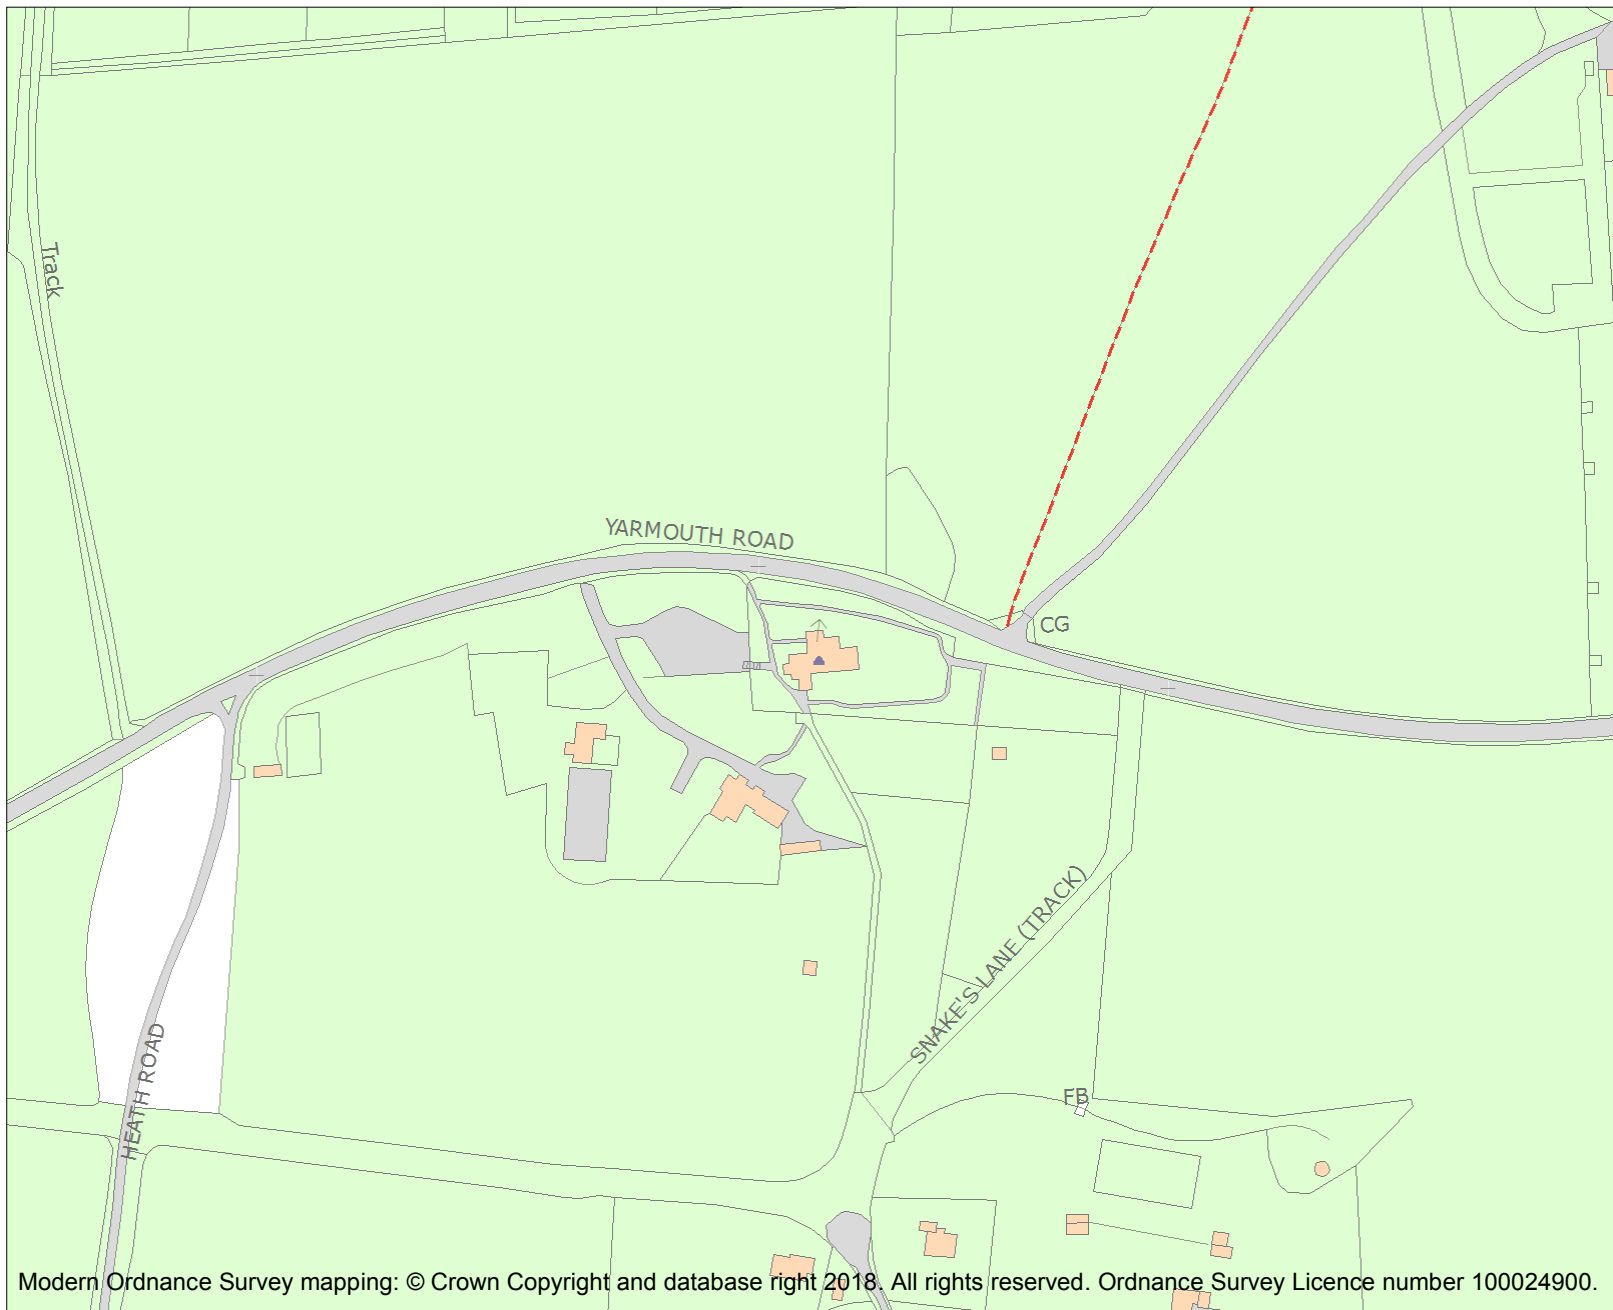 Track
YARMOUTH ROAD
CG
SNAKE'S LANE (TRACK)
HEATH ROAD
FB
Modern Ordnance Survey mapping: © Crown Copyright and database right 2018. All rights reserved. Ordnance Survey Licence number 100024900.